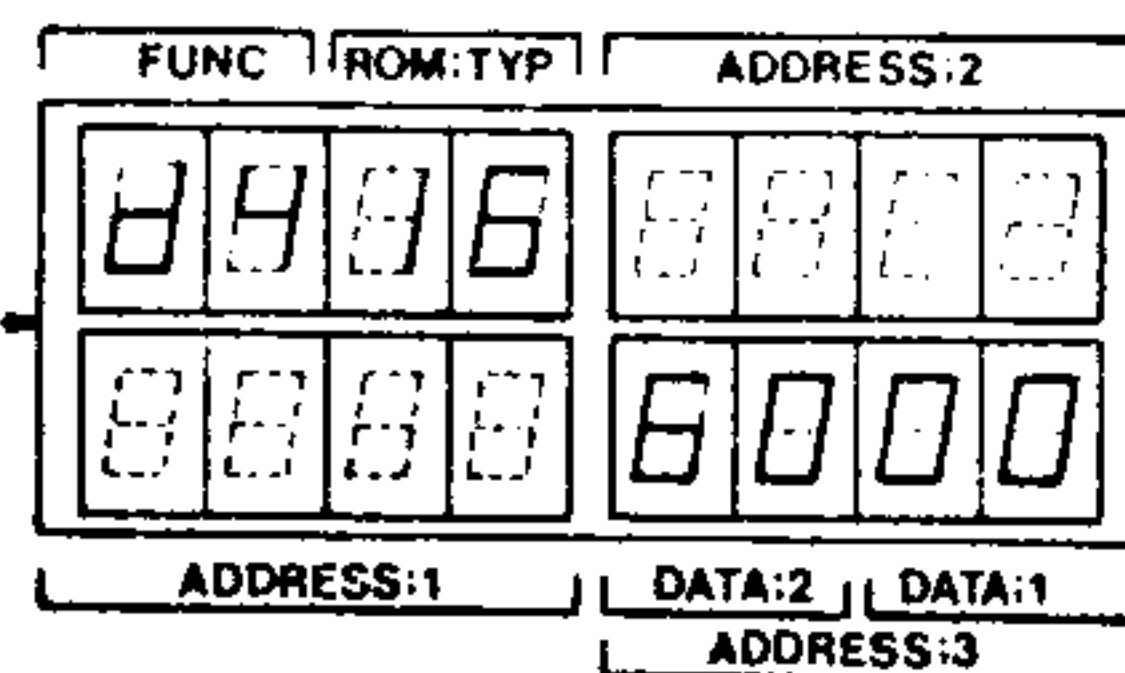 FUNC ROM:TYP ADDRESS:2
d416
6000
ADDRESS:1 DATA:2 DATA:1
ADDRESS:3